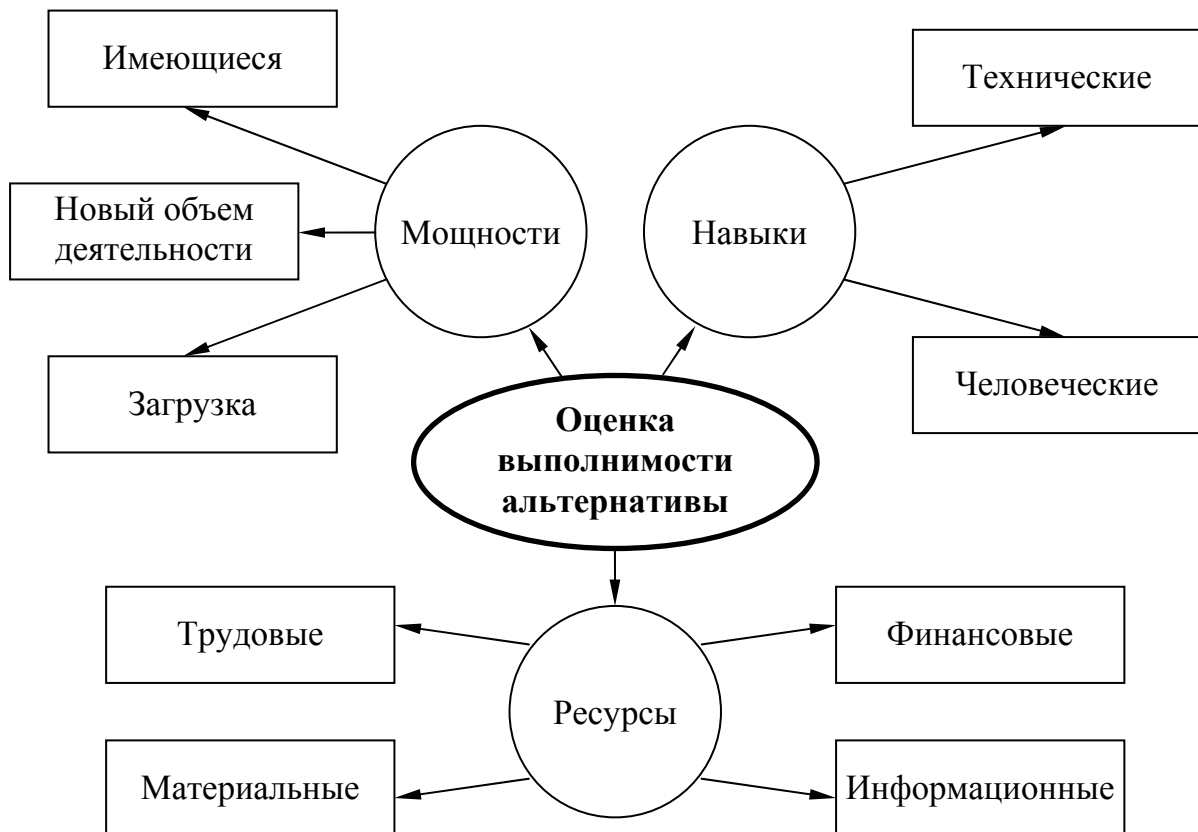 Имеющиеся
Технические
Новый объем
деятельности
Мощности
Навыки
Загрузка
Человеческие
Оценка
выполнимости
альтернативы
Трудовые
Финансовые
Ресурсы
Материальные
Информационные